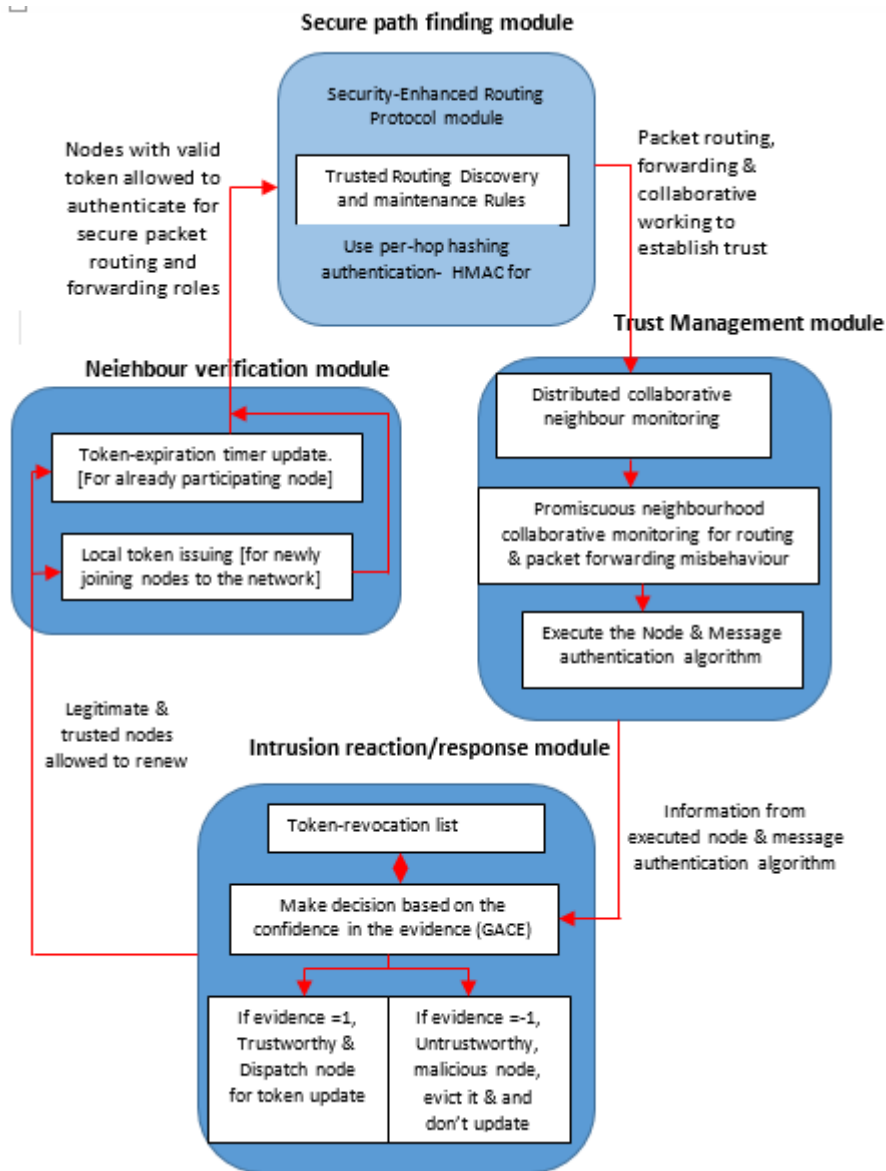 Secure path finding module
Security-Enhanced Routing
Protocol module
Trusted Routing Discovery
and maintenance Rules
Use per-hop hashing
authentication- HMAC for
Nodes with valid
token allowed to
authenticate for
secure packet
routing and
forwarding roles
Packet routing,
forwarding &
collaborative
working to
establish trust
Trust Management module
Distributed collaborative
neighbour monitoring
Promiscuous neighbourhood
collaborative monitoring for routing
& packet forwarding misbehaviour
Execute the Node & Message
authentication algorithm
Neighbour verification module
Token-expiration timer update.
[For already participating node]
Local token issuing [for newly
joining nodes to the network]
Legitimate &
trusted nodes
allowed to renew
Intrusion reaction/response module
Token-revocation list
Make decision based on the
confidence in the evidence (GACE)
If evidence =1,
Trustworthy &
Dispatch node
for token update
If evidence =-1,
Untrustworthy,
malicious node,
evict it & and
don't update
Information from
executed node & message
authentication algorithm